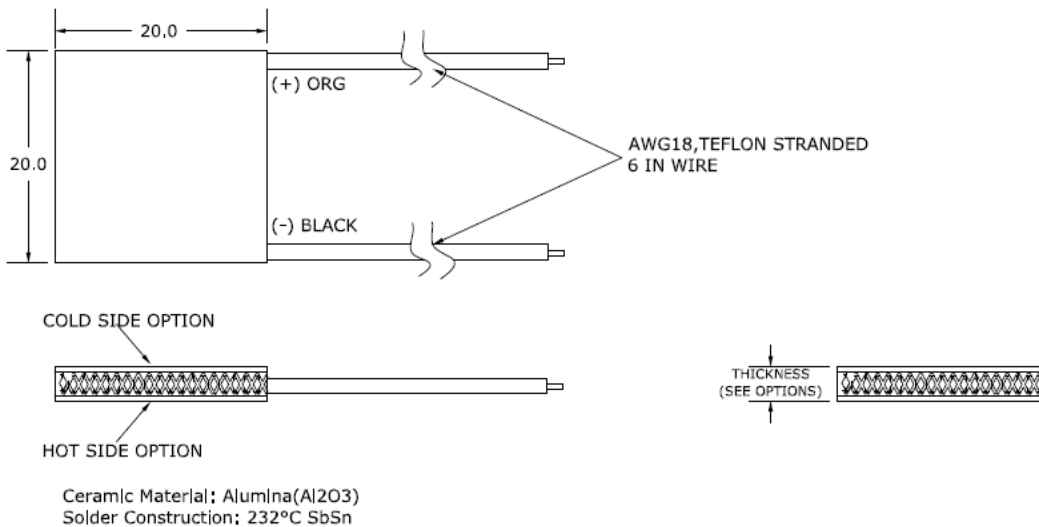 20.0
(+) ORG
20.0
AWG18,TEFLON STRANDED
6 IN WIRE
(-) BLACK
COLD SIDE OPTION
THICKNESS
(SEE OPTIONS)
HOT SIDE OPTION
Ceramic Material: Alumina(Al2O3)
Solder Construction: 232°C SbSn